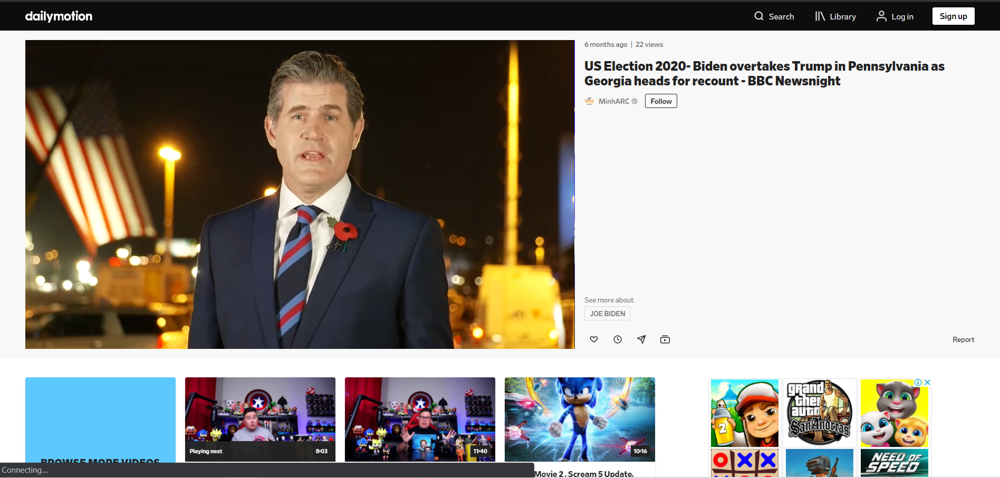 dailymotion
Search
Library
Log in
Sign up
6 months ago | 22 views
US Election 2020- Biden overtakes Trump in Pennsylvania as
Georgia heads for recount - BBC Newsnight
MinhARC
Follow
See more about
JOE BIDEN
Report
BROWSE MORE VIDEOS
Playing next
8:03
11:40
10:16
Movie 2 , Scream 5 Update,
2
grand
theft
auto
San Andreas
NEED OF
SPEED
Connecting...